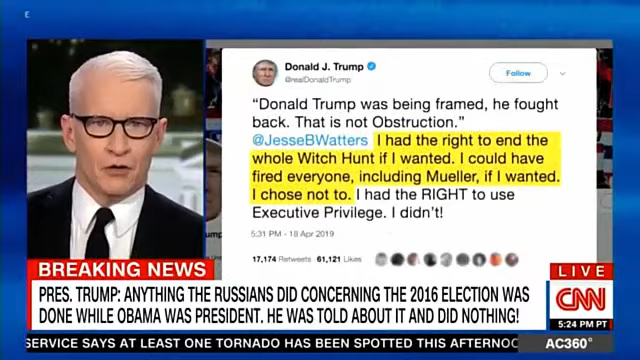 Donald J. Trump
@realDonaldTrump
Follow
“Donald Trump was being framed, he fought
back. That is not Obstruction.”
@JesseBWatters I had the right to end the
whole Witch Hunt if I wanted. I could have
fired everyone, including Mueller, if I wanted.
I chose not to. I had the RIGHT to use
Executive Privilege. I didn’t!
5:31 PM - 18 Apr 2019
17,174 Retweets 61,121 Likes
BREAKING NEWS
LIVE
PRES. TRUMP: ANYTHING THE RUSSIANS DID CONCERNING THE 2016 ELECTION WAS
DONE WHILE OBAMA WAS PRESIDENT. HE WAS TOLD ABOUT IT AND DID NOTHING!
CNN
5:24 PM PT
SERVICE SAYS AT LEAST ONE TORNADO HAS BEEN SPOTTED THIS AFTERNOO
AC360°